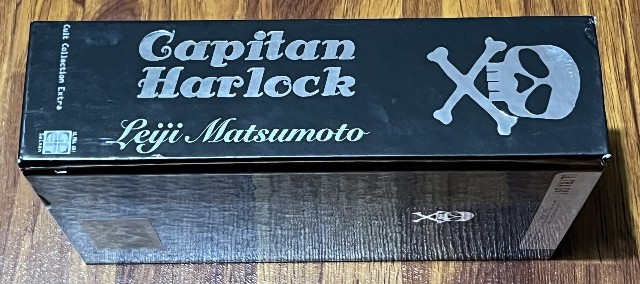 Capitan
Harlock
Leiji Matsumoto
Cult Collection Extra